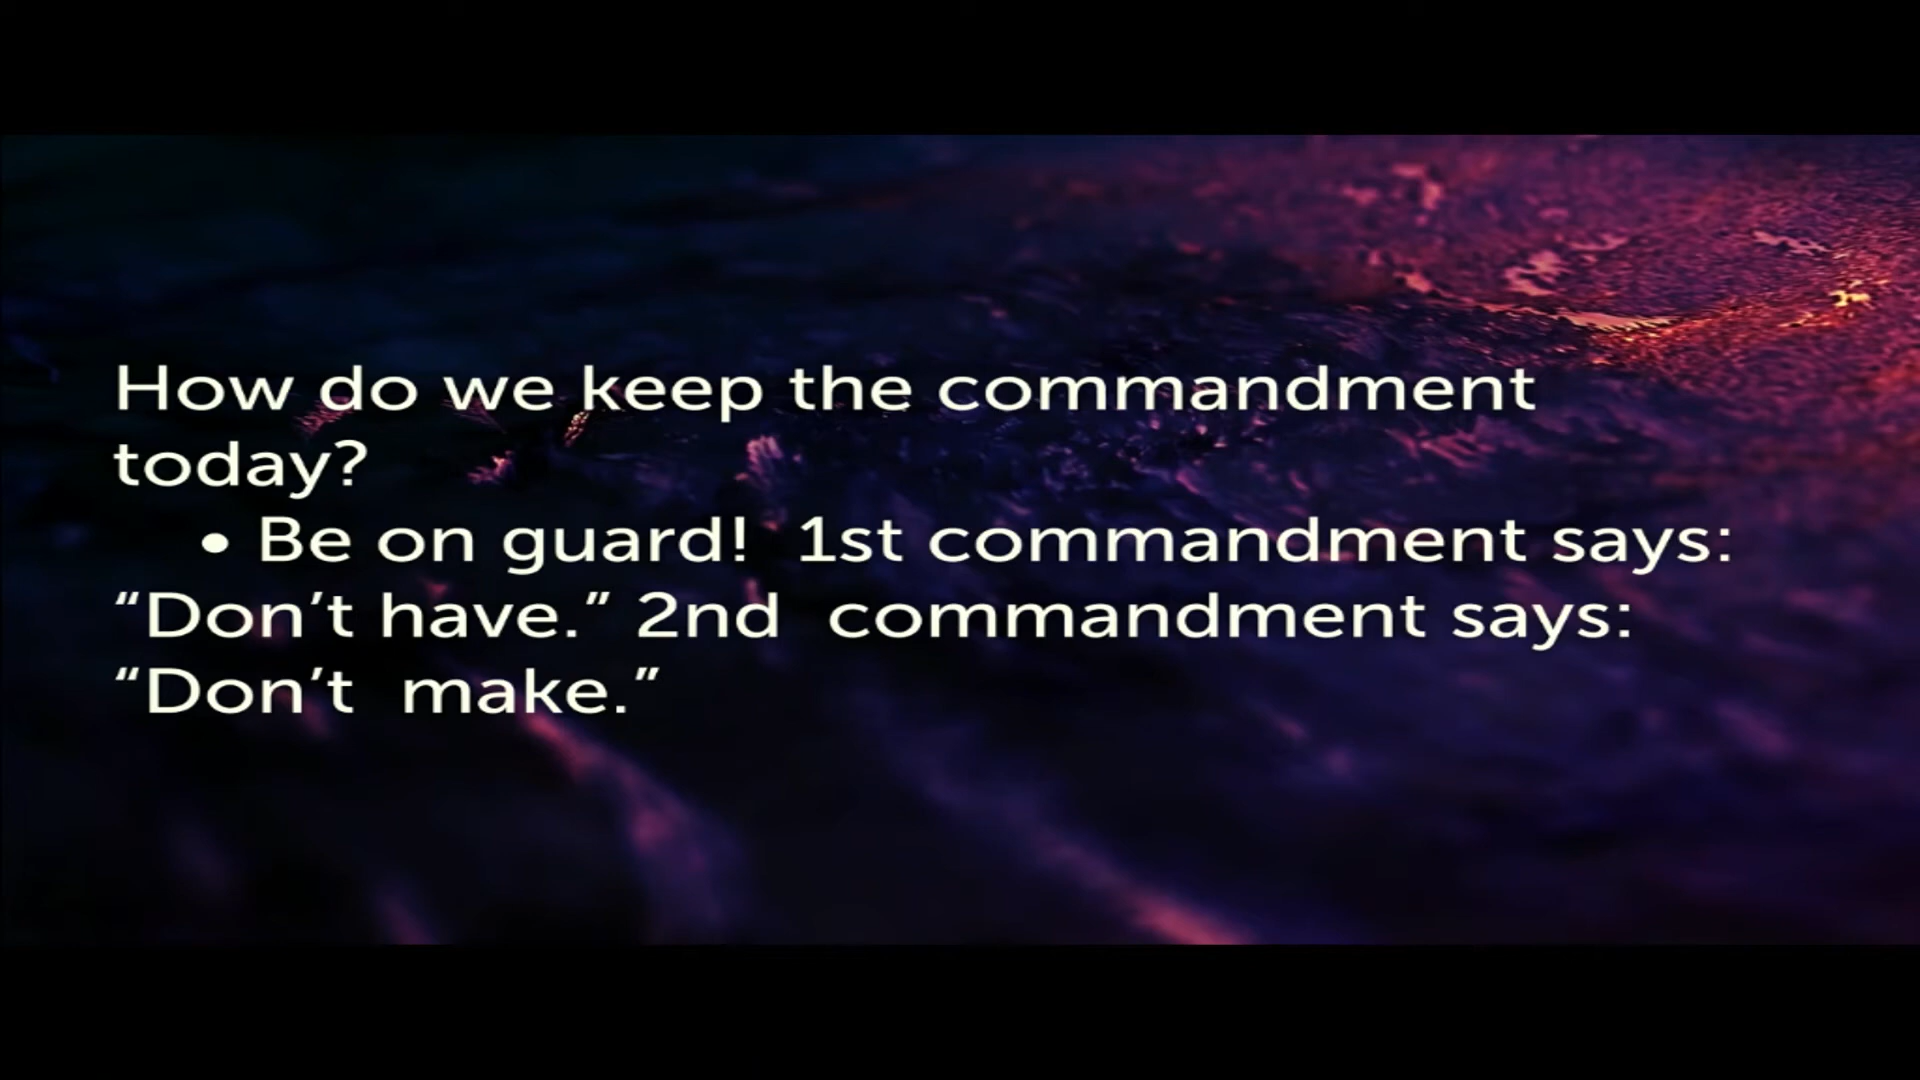 How do we keep the commandment
today?
• Be on guard!  1st commandment says:
“Don’t have.” 2nd  commandment says:
“Don’t  make.”